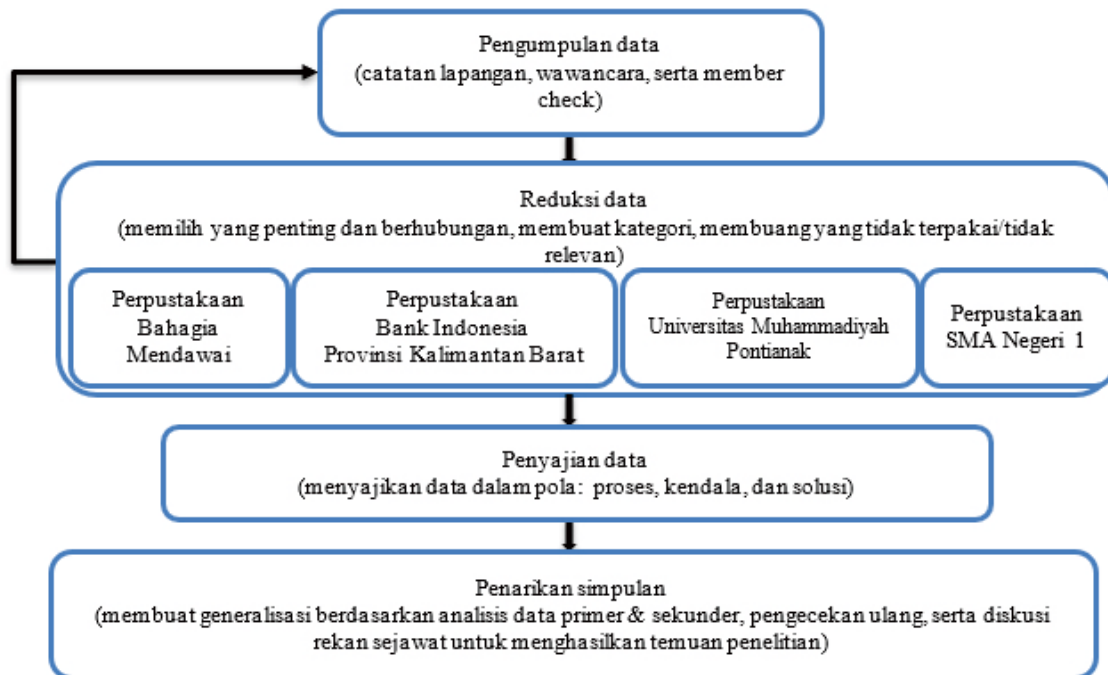 Pengumpulan data
(catatan lapangan, wawancara, serta member
check)
Reduksi data
(memilih yang penting dan berhubungan, membuat kategori, membuang yang tidak terpakai/tidak
relevan)
Perpustakaan
Bahagia
Mendawai
Perpustakaan
Bank Indonesia
Provinsi Kalimantan Barat
Perpustakaan
Universitas Muhammadiyah
Pontianak
Perpustakaan
SMA Negeri 1
Penyajian data
(menyajikan data dalam pola: proses, kendala, dan solusi)
Penarikan simpulan
(membuat generalisasi berdasarkan analisis data primer & sekunder, pengecekan ulang, serta diskusi
rekan sejawat untuk menghasilkan temuan penelitian)